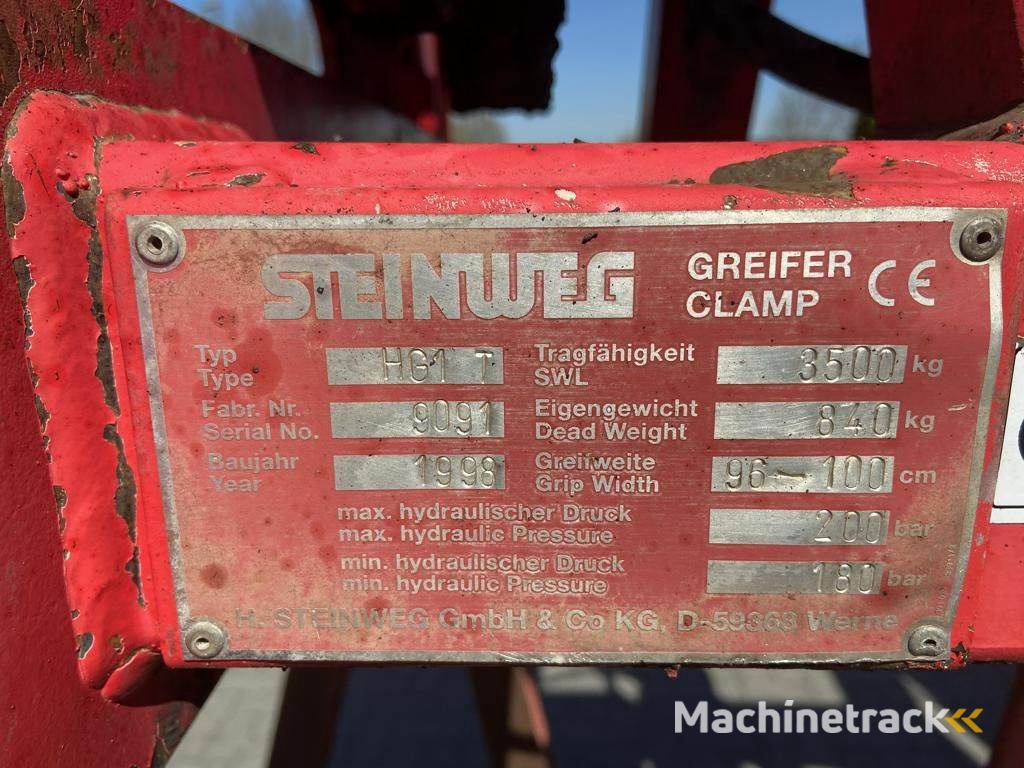 STEINWEG GREIFER CLAMP CE
Typ Type HG1 T Tragfähigkeit SWL 3500 kg
Fabr. Nr. Serial No. 9091 Eigengewicht Dead Weight 840 kg
Baujahr Year 1998 Greifweite Grip Width 96-100 cm
max. hydraulischer Druck
max. hydraulic Pressure 200 bar
min. hydraulischer Druck
min. hydraulic Pressure 180 bar
H. STEINWEG GmbH & Co KG, D-59368 Werne
Machinetrack